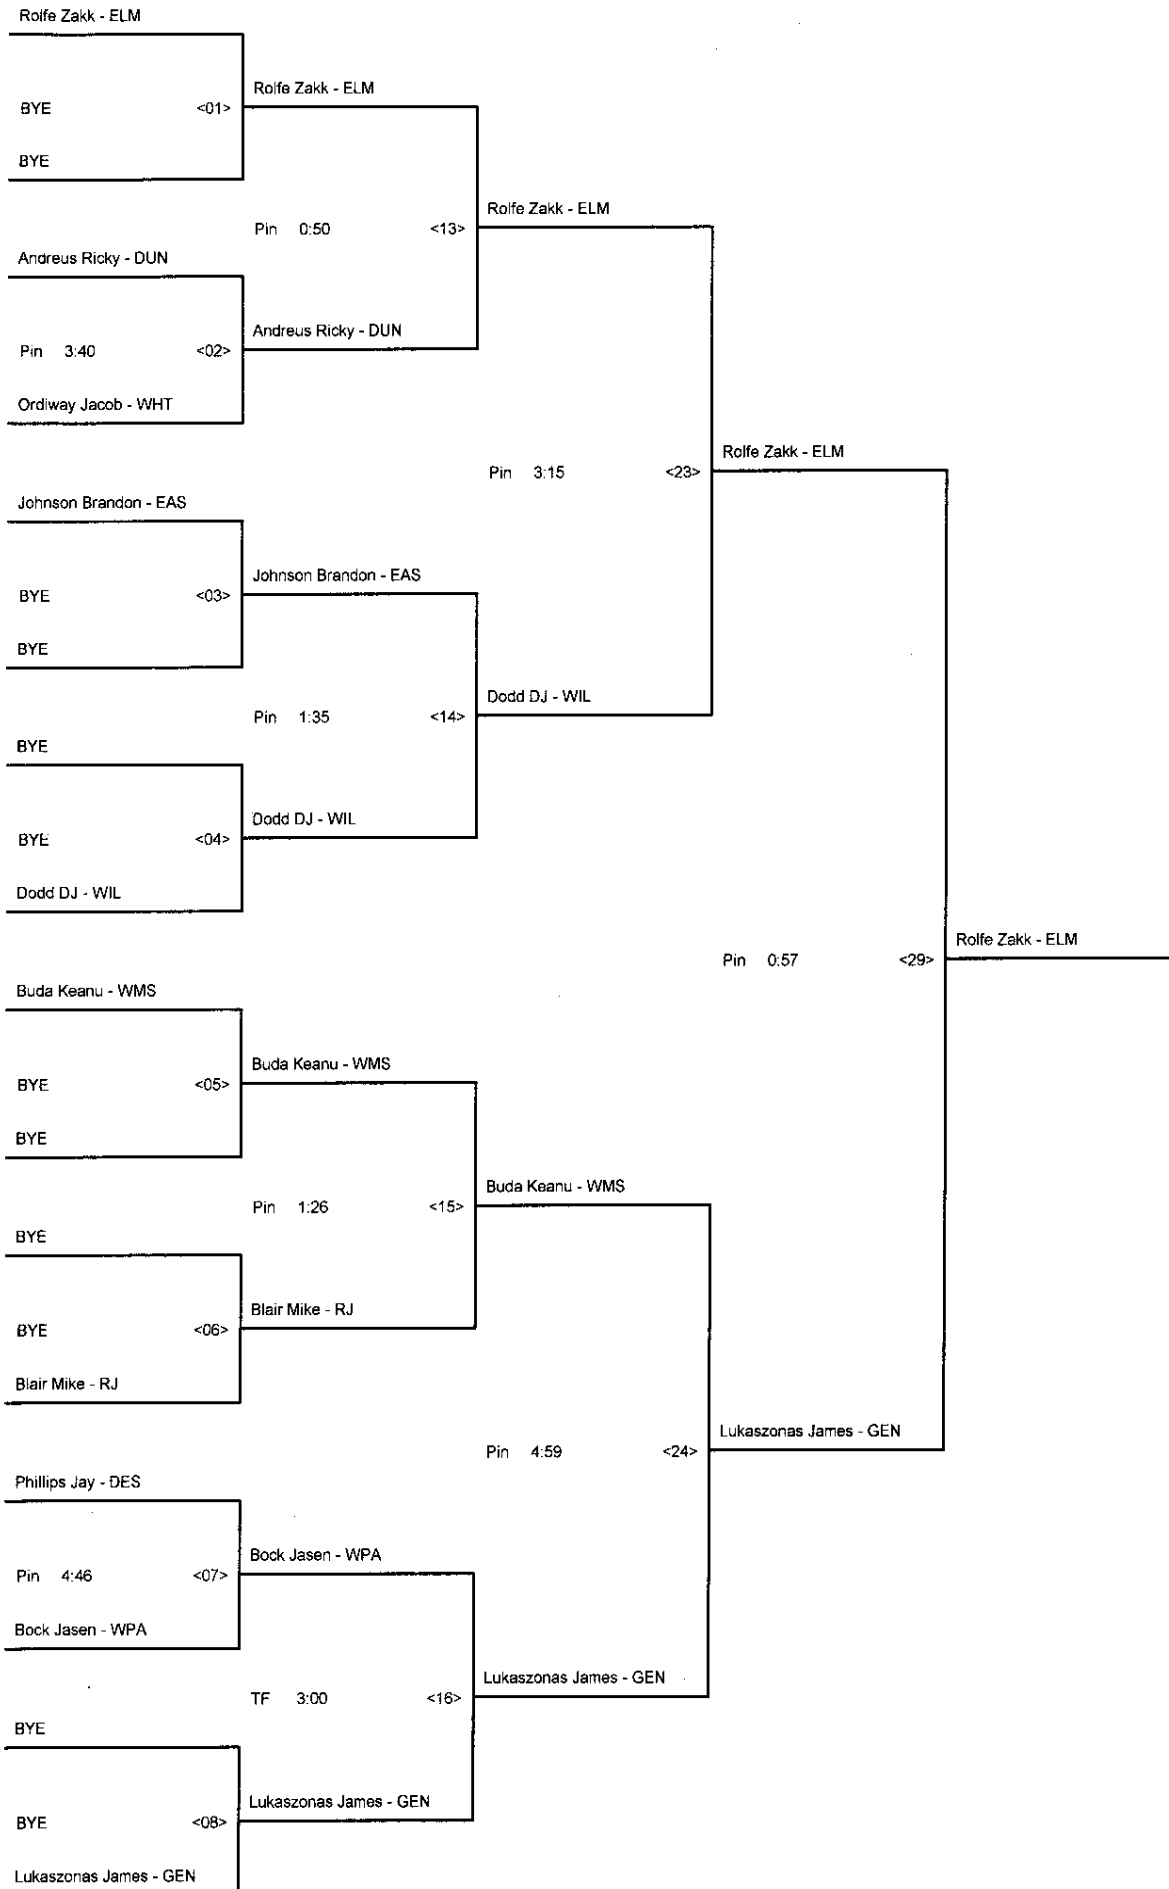 Rolfe Zakk - ELM
Rolfe Zakk - ELM
BYE <01>
BYE
Rolfe Zakk - ELM
Pin 0:50 <13>
Andreus Ricky - DUN
Andreus Ricky - DUN
Pin 3:40 <02>
Ordiway Jacob - WHT
Rolfe Zakk - ELM
Pin 3:15 <23>
Johnson Brandon - EAS
Johnson Brandon - EAS
BYE <03>
BYE
Dodd DJ - WIL
Pin 1:35 <14>
BYE
Dodd DJ - WIL
BYE <04>
Dodd DJ - WIL
Rolfe Zakk - ELM
Pin 0:57 <29>
Buda Keanu - WMS
Buda Keanu - WMS
BYE <05>
BYE
Buda Keanu - WMS
Pin 1:26 <15>
BYE
Blair Mike - RJ
BYE <06>
Blair Mike - RJ
Lukaszonas James - GEN
Pin 4:59 <24>
Phillips Jay - DES
Bock Jasen - WPA
Pin 4:46 <07>
Bock Jasen - WPA
Lukaszonas James - GEN
TF 3:00 <16>
BYE
Lukaszonas James - GEN
BYE <08>
Lukaszonas James - GEN